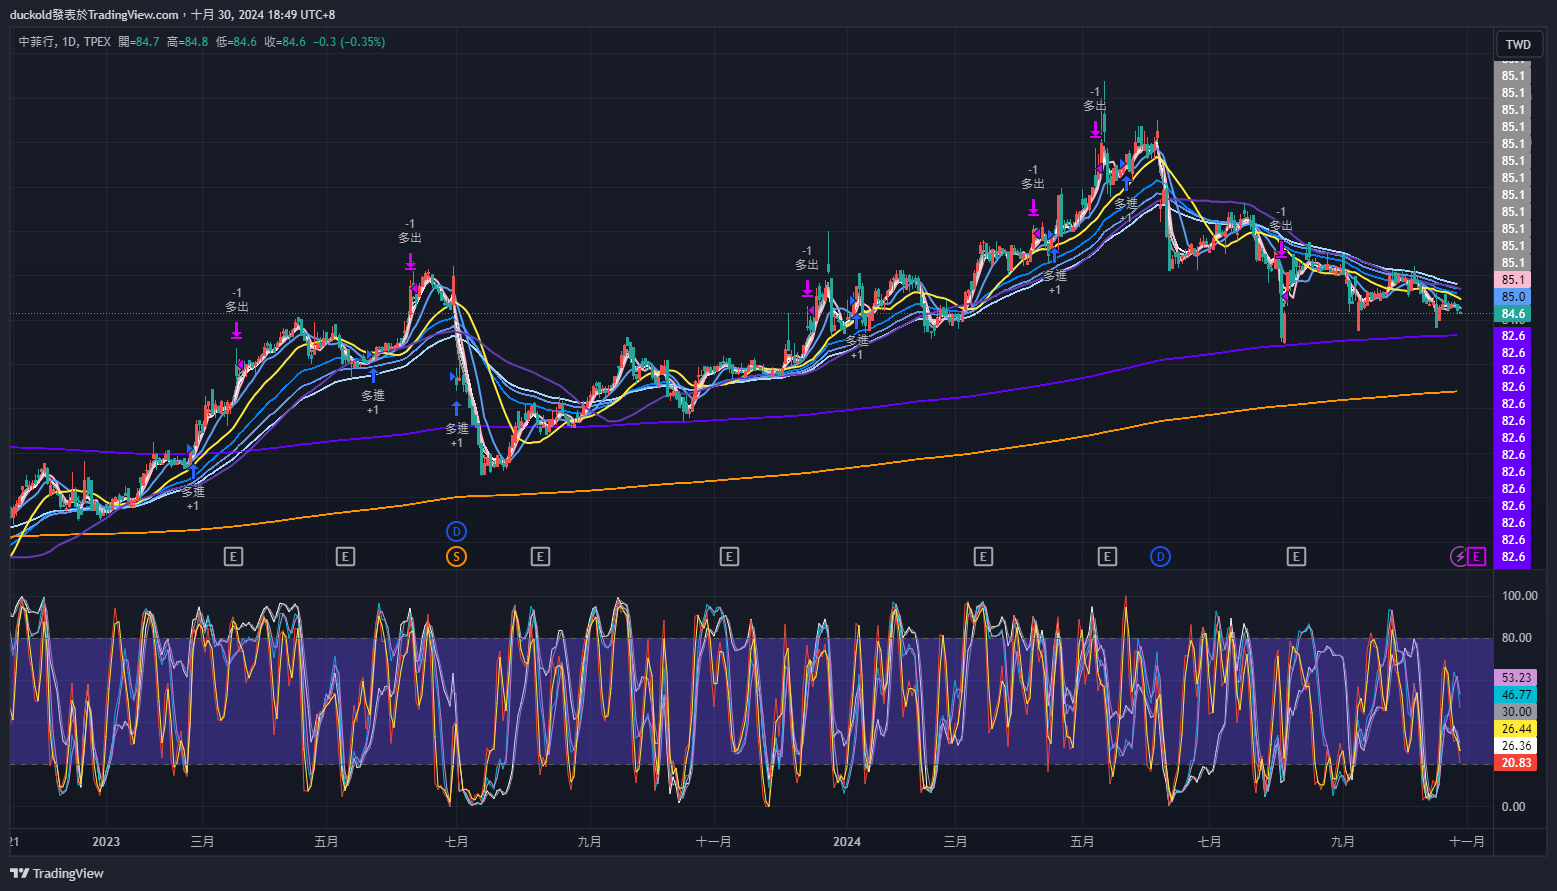 duckold發表於TradingView.com，十月 30, 2024 18:49 UTC+8
中菲行, 1D, TPEX 開=84.7 高=84.8 低=84.6 收=84.6 −0.3 (−0.35%)
TWD
85.1
85.1
85.1
85.1
85.1
85.1
85.1
85.1
85.1
85.1
85.1
85.1
85.1
85.0
84.6
82.6
82.6
82.6
82.6
82.6
82.6
82.6
82.6
82.6
82.6
82.6
82.6
82.6
82.6
-1
多出
-1
多出
-1
多出
-1
多出
-1
多出
-1
多出
多進
+1
多進
+1
多進
+1
多進
+1
多進
+1
多進
+1
D
D
E
E
S
E
E
E
E
E
E
100.00
80.00
53.23
46.77
30.00
26.44
26.36
20.83
0.00
21
2023
三月
五月
七月
九月
十一月
2024
三月
五月
七月
九月
十一月
TradingView